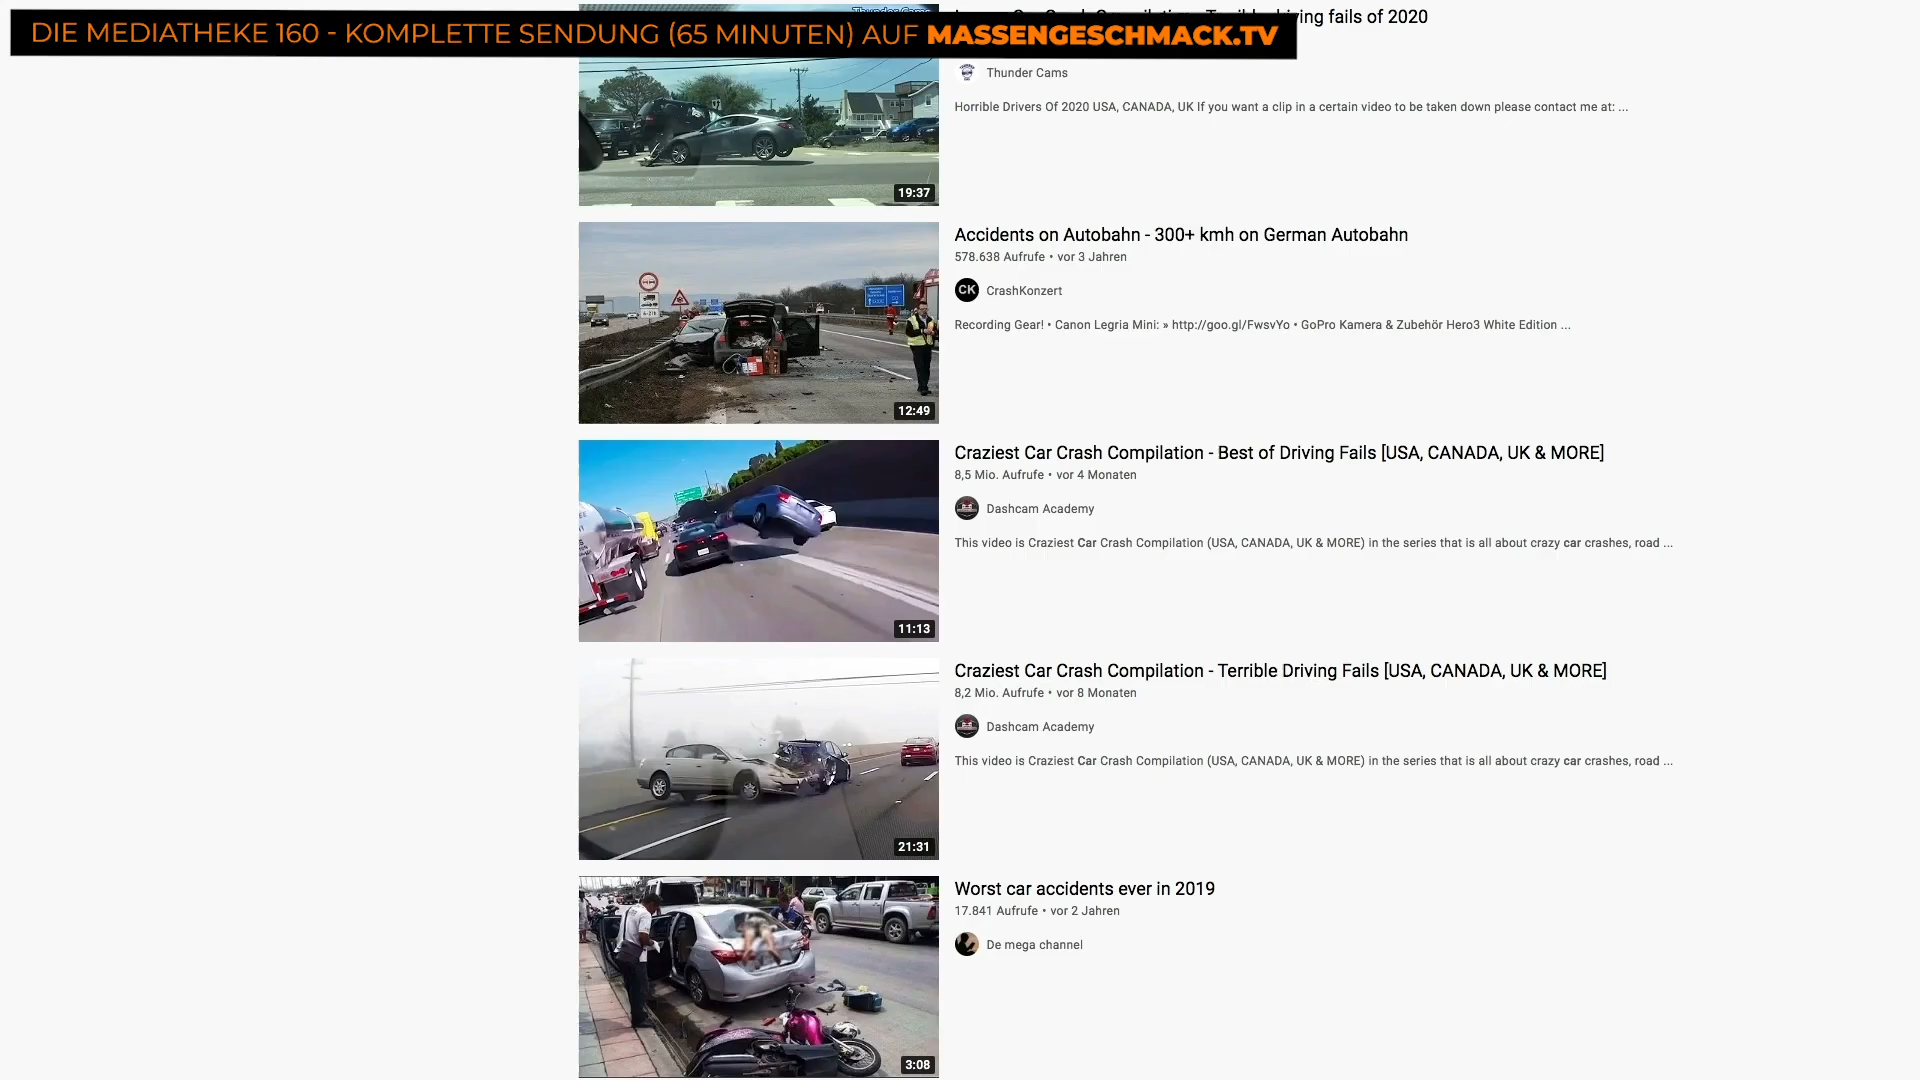 DIE MEDIATHEKE 160 - KOMPLETTE SENDUNG (65 MINUTEN) AUF MASSENGESCHMACK.TV
driving fails of 2020
Thunder Cams
Horrible Drivers Of 2020 USA, CANADA, UK If you want a clip in a certain video to be taken down please contact me at: ...
19:37
Accidents on Autobahn - 300+ kmh on German Autobahn
578.638 Aufrufe • vor 3 Jahren
CK CrashKonzert
Recording Gear! • Canon Legria Mini: » http://goo.gl/FwsvYo • GoPro Kamera & Zubehör Hero3 White Edition ...
12:49
Craziest Car Crash Compilation - Best of Driving Fails [USA, CANADA, UK & MORE]
8,5 Mio. Aufrufe • vor 4 Monaten
Dashcam Academy
This video is Craziest Car Crash Compilation (USA, CANADA, UK & MORE) in the series that is all about crazy car crashes, road ...
11:13
Craziest Car Crash Compilation - Terrible Driving Fails [USA, CANADA, UK & MORE]
8,2 Mio. Aufrufe • vor 8 Monaten
Dashcam Academy
This video is Craziest Car Crash Compilation (USA, CANADA, UK & MORE) in the series that is all about crazy car crashes, road ...
21:31
Worst car accidents ever in 2019
17.841 Aufrufe • vor 2 Jahren
De mega channel
3:08